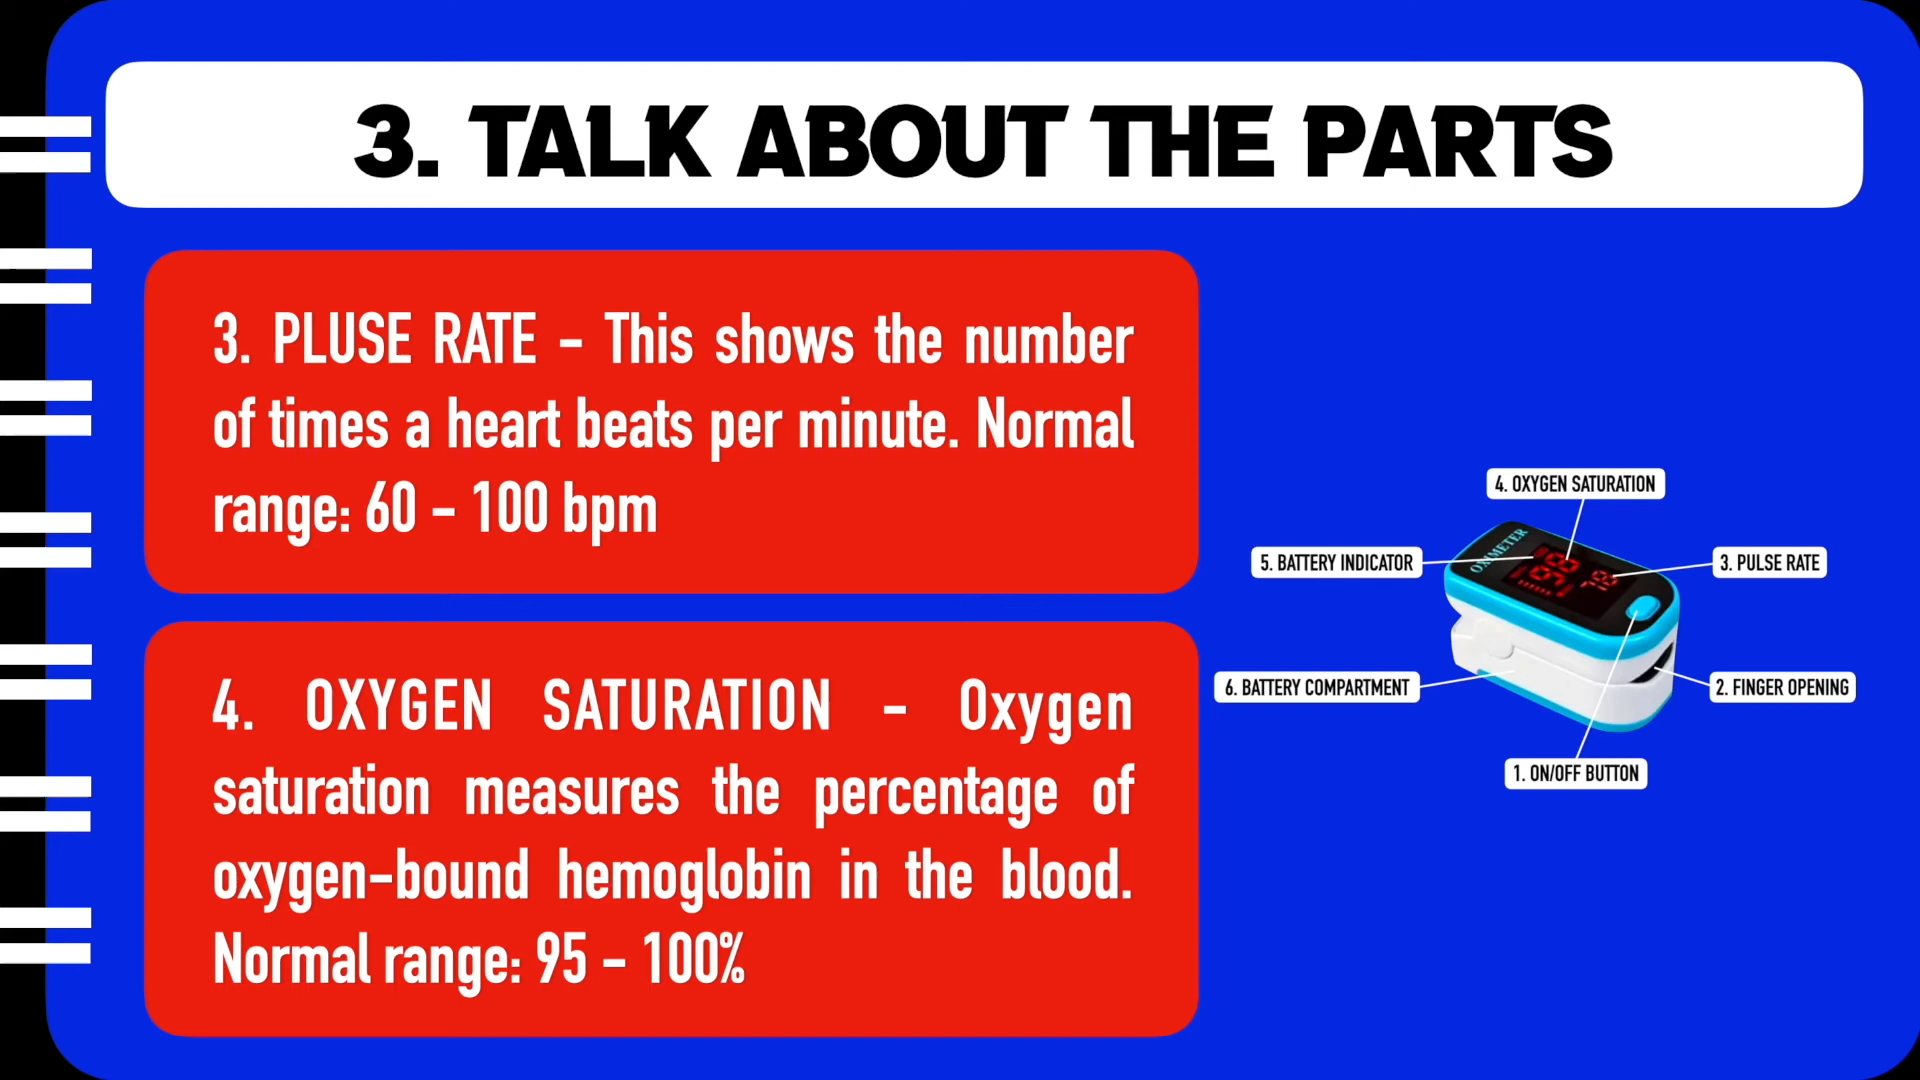 3. TALK ABOUT THE PARTS
3. PLUSE RATE - This shows the number
of times a heart beats per minute. Normal
range: 60 - 100 bpm
4. OXYGEN SATURATION - Oxygen
saturation measures the percentage of
oxygen-bound hemoglobin in the blood.
Normal range: 95 - 100%
4. OXYGEN SATURATION
5. BATTERY INDICATOR
3. PULSE RATE
OXIMETER
98
78
6. BATTERY COMPARTMENT
2. FINGER OPENING
1. ON/OFF BUTTON